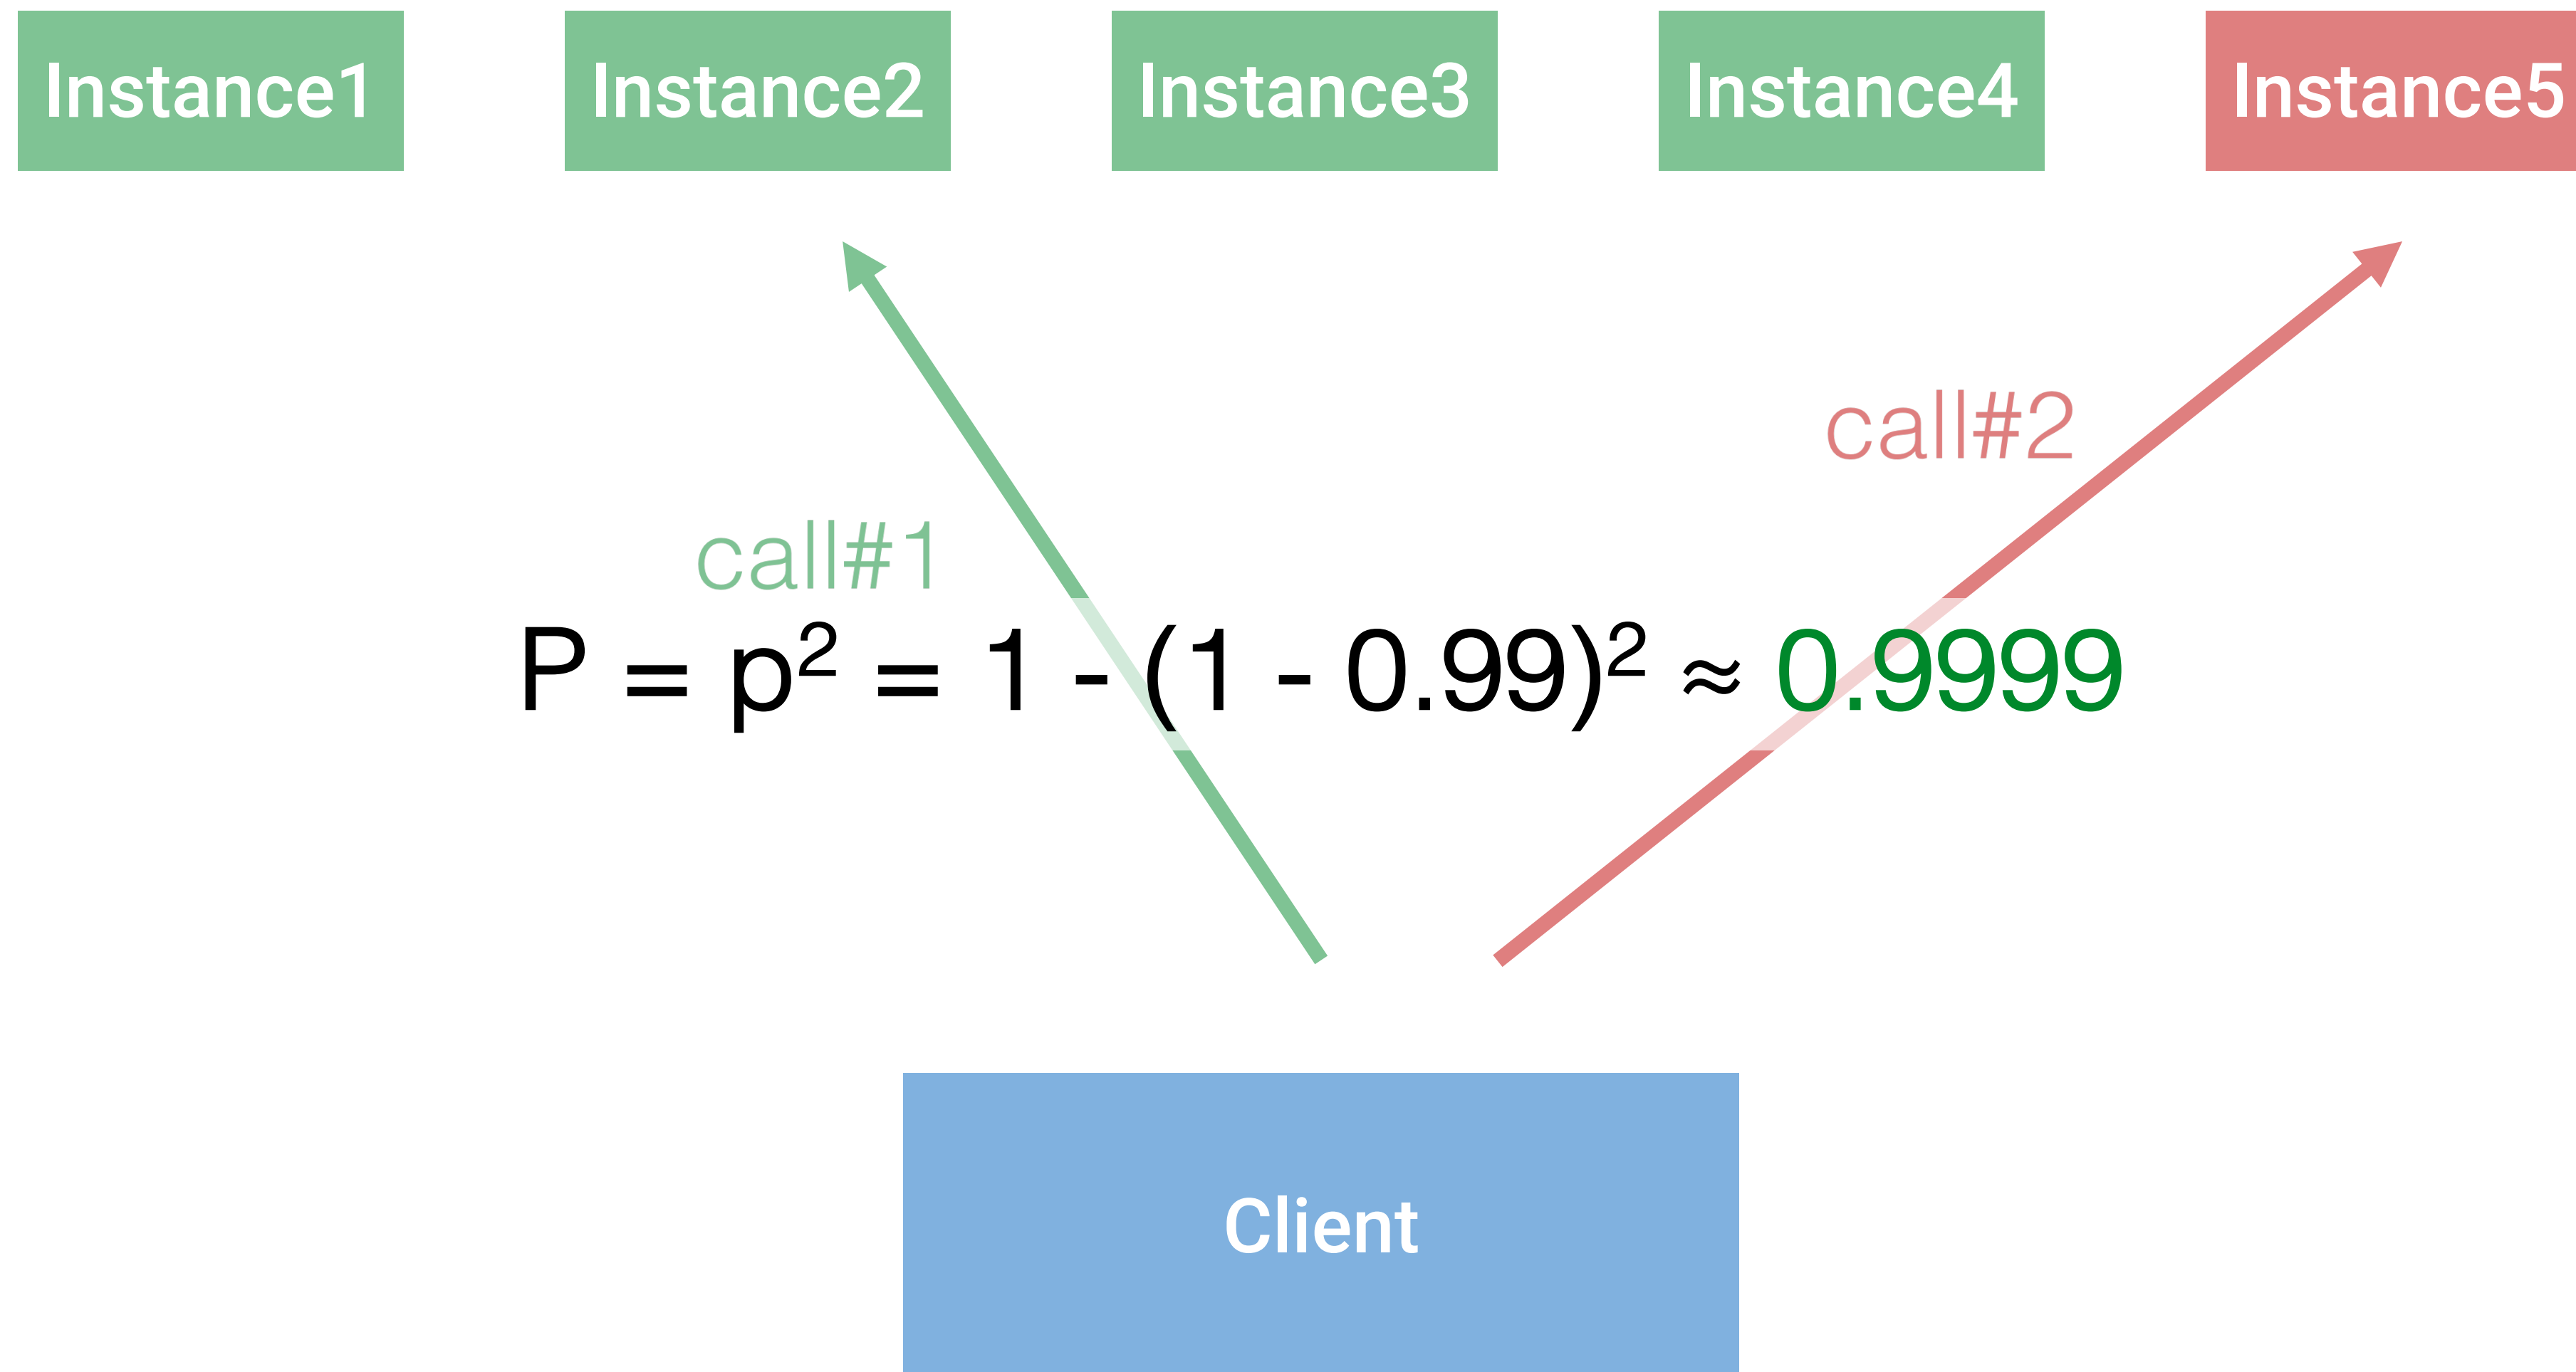 Instance1
Instance2
Instance3
Instance4
Instance5
call#2
call#1
P = p² = 1 - (1 - 0.99)² ≈ 0.9999
Client